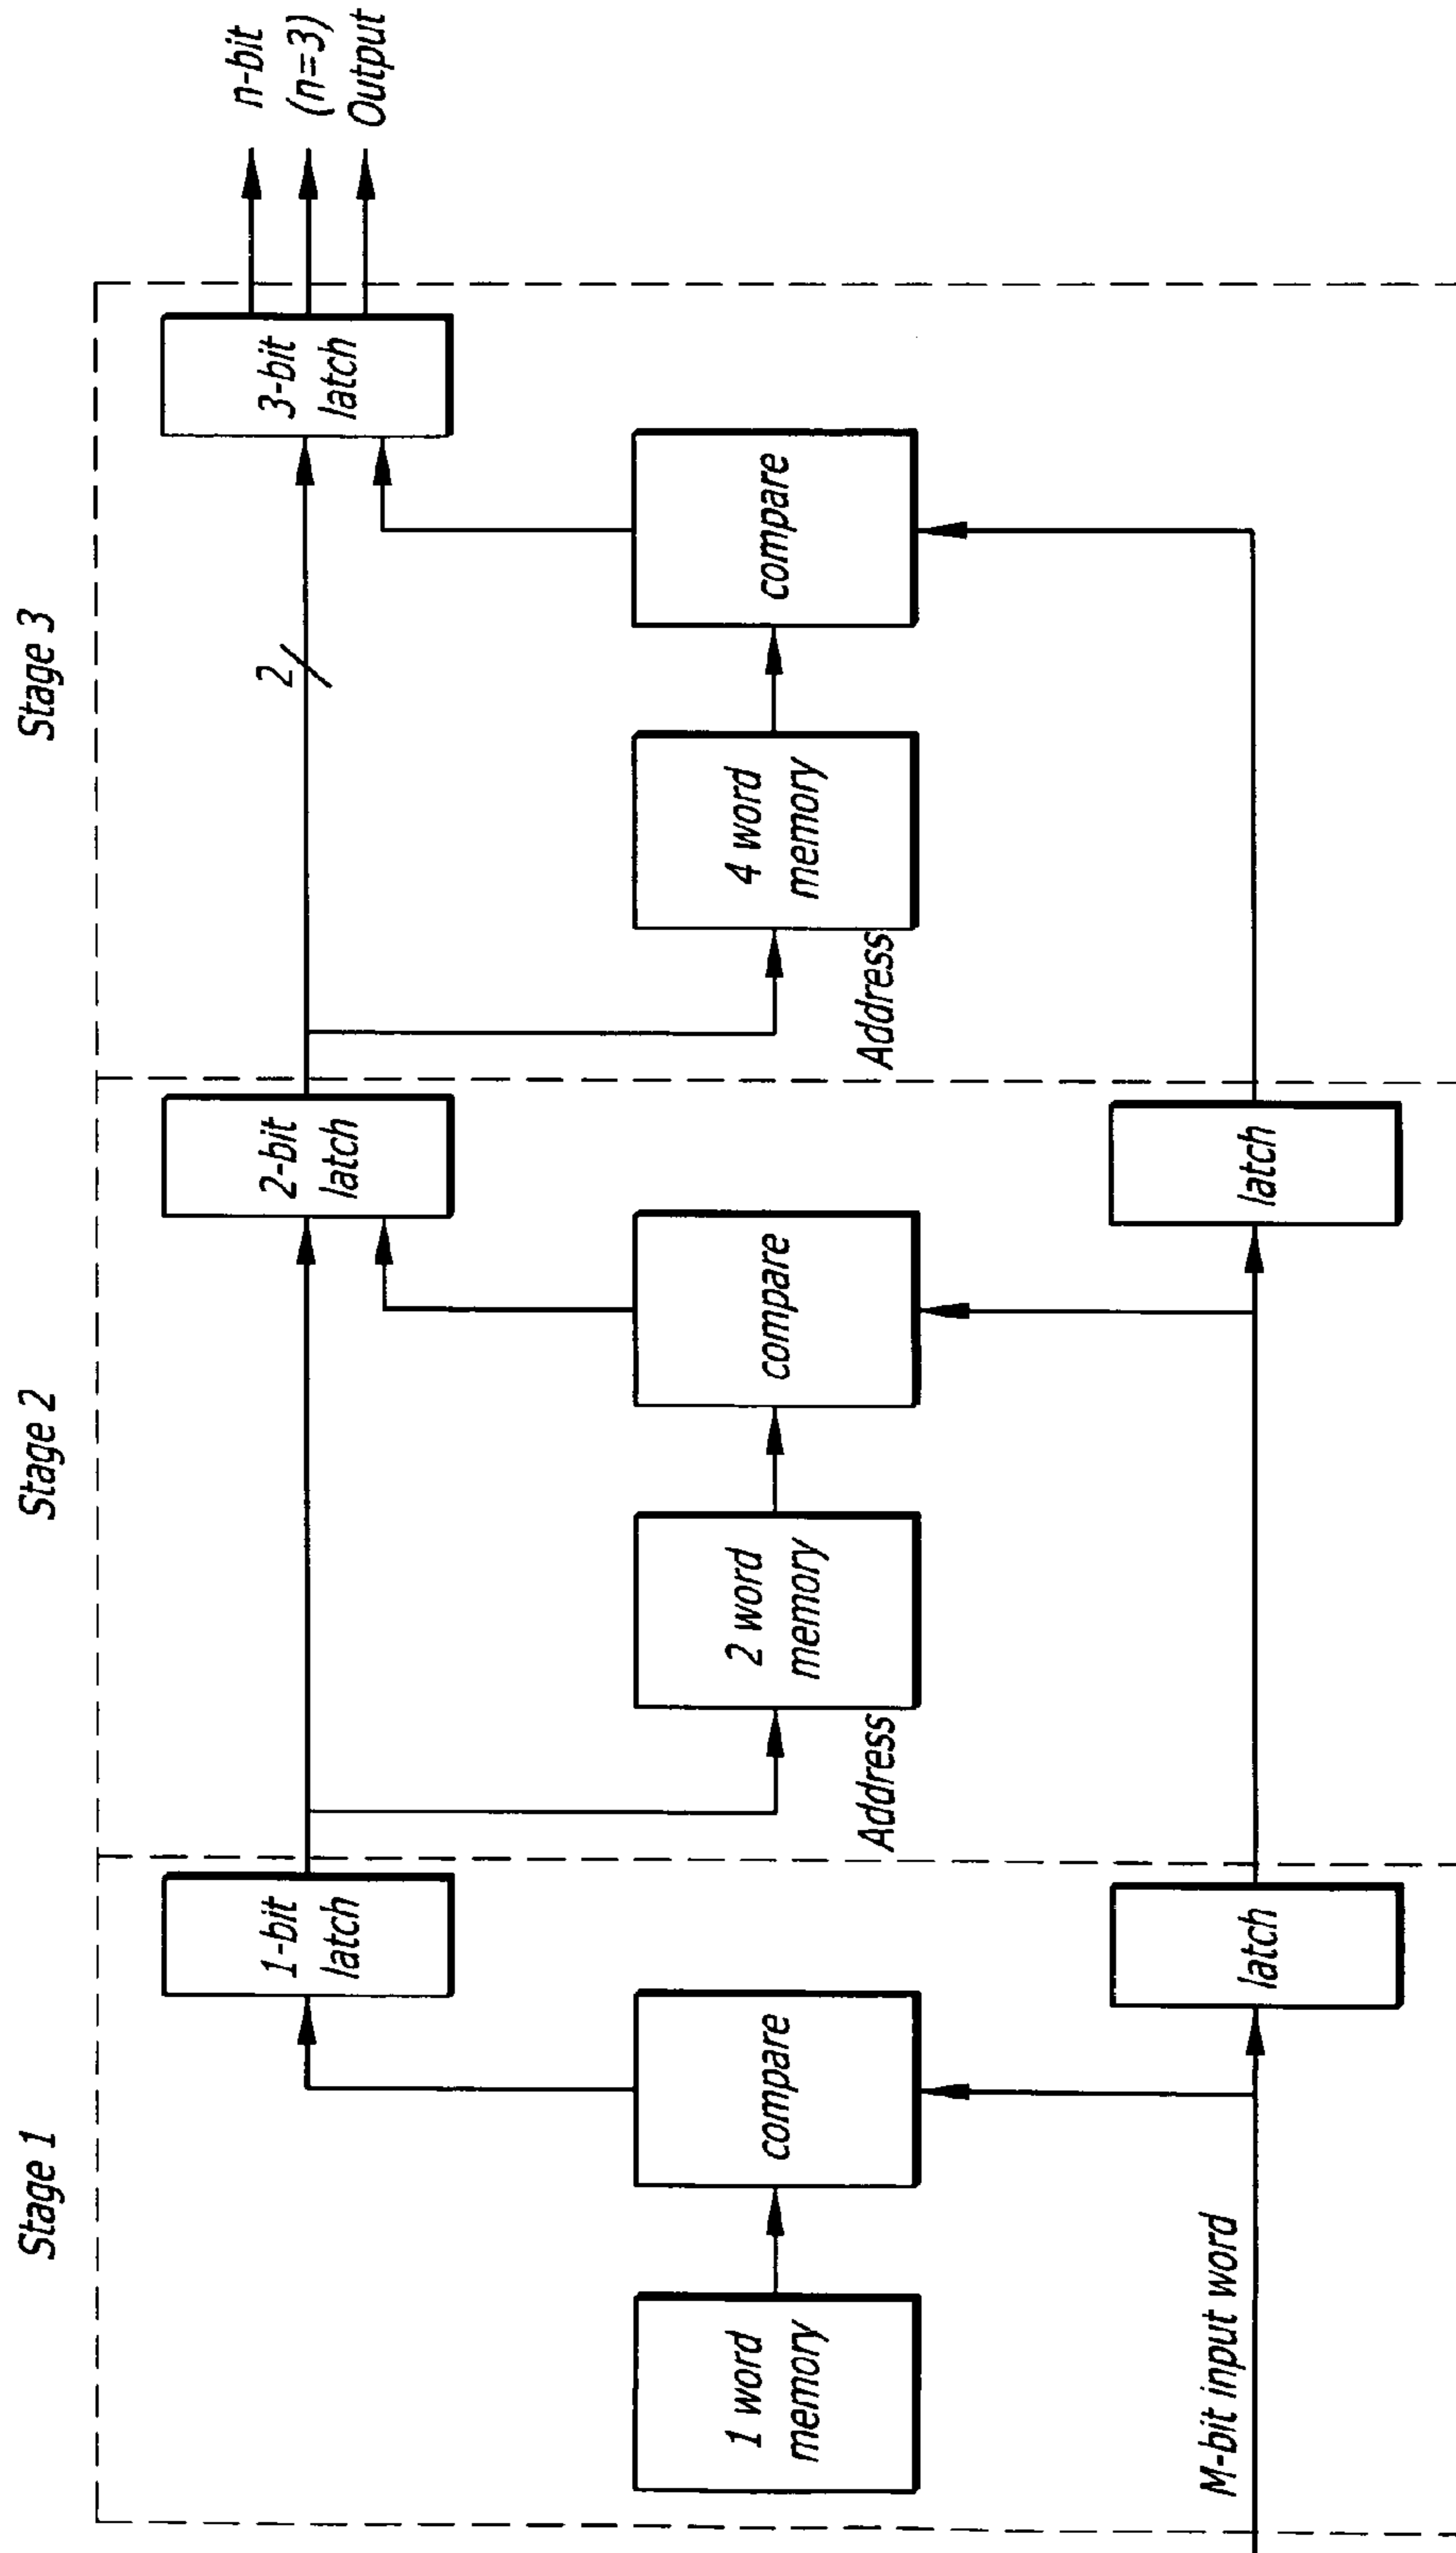 Stage 1
Stage 2
Stage 3
1-bit
latch
2-bit
latch
2
3-bit
latch
n-bit
(n=3)
Output
1 word
memory
compare
Address
2 word
memory
compare
Address
4 word
memory
compare
M-bit input word
latch
latch